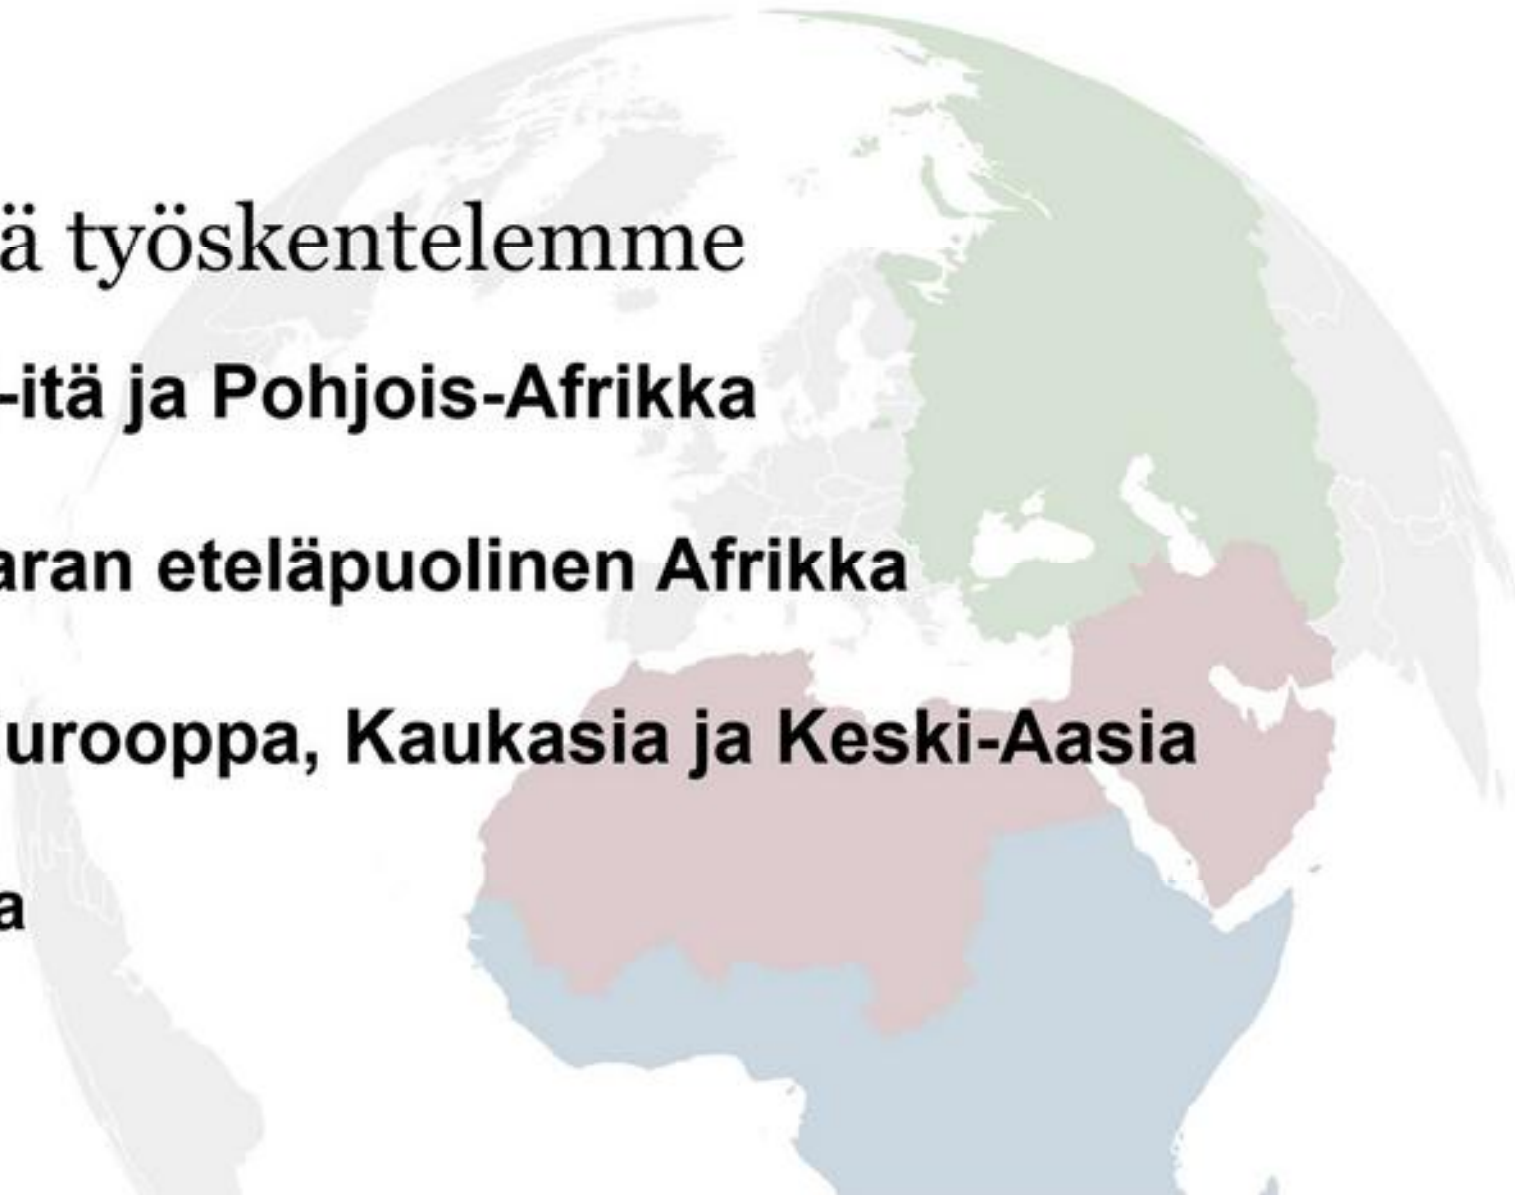 ä työskentelemme
-itä ja Pohjois-Afrikka
aran eteläpuolinen Afrikka
urooppa, Kaukasia ja Keski-Aasia
a